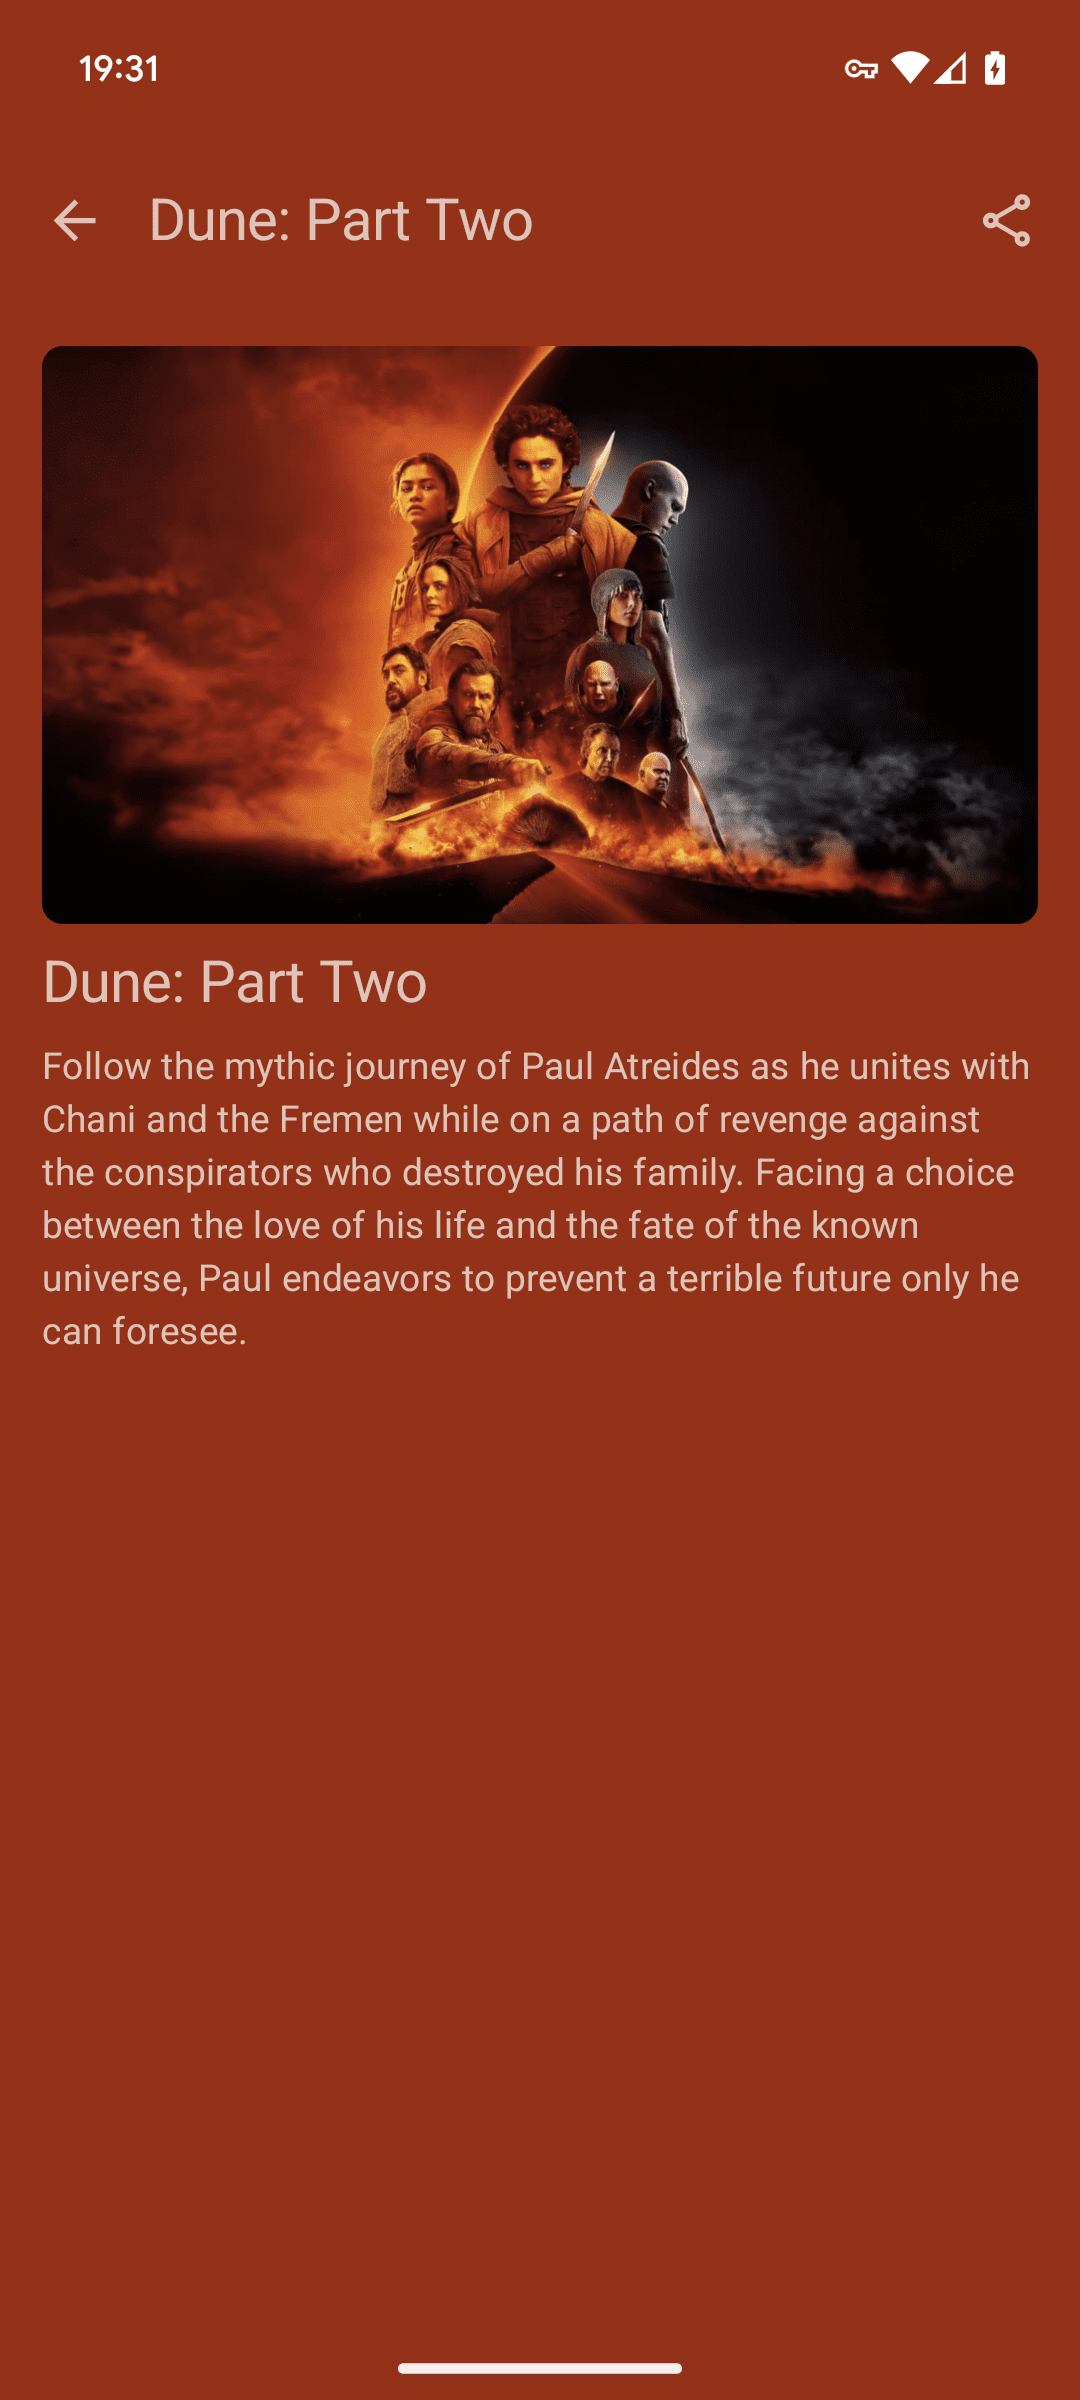 19:31
Dune: Part Two
Dune: Part Two
Follow the mythic journey of Paul Atreides as he unites with
Chani and the Fremen while on a path of revenge against
the conspirators who destroyed his family. Facing a choice
between the love of his life and the fate of the known
universe, Paul endeavors to prevent a terrible future only he
can foresee.